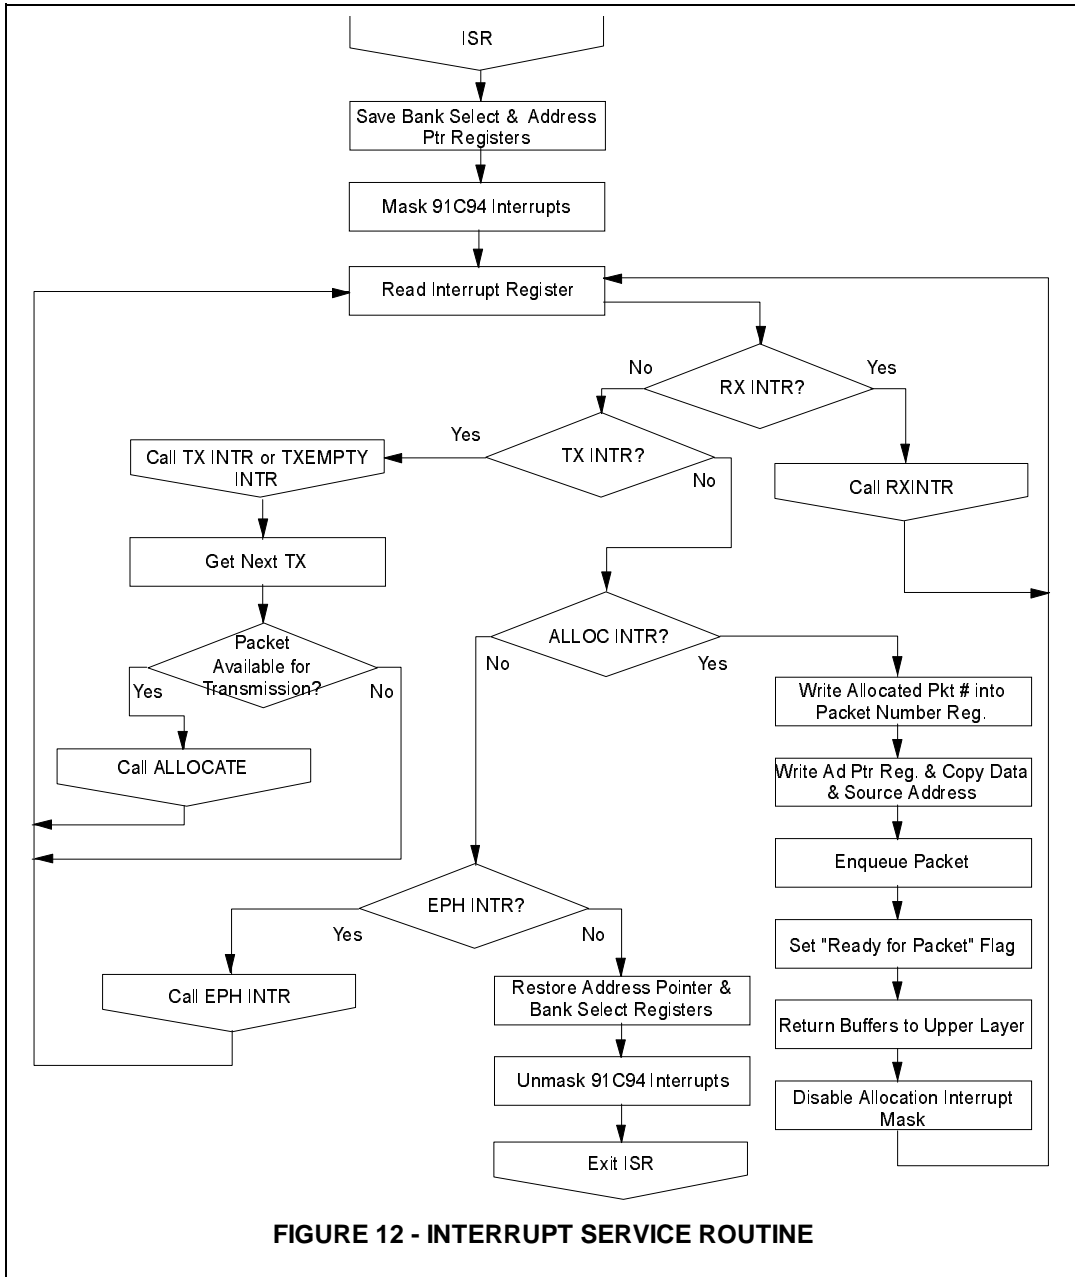 ISR
Save Bank Select & Address
Ptr Registers
Mask 91C94 Interrupts
Read Interrupt Register
No
RX INTR?
Yes
Yes
TX INTR?
No
Call TX INTR or TXEMPTY
INTR
Call RXINTR
Get Next TX
ALLOC INTR?
No
Yes
Packet
Available for
Transmission?
Yes
No
Write Allocated Pkt # into
Packet Number Reg.
Call ALLOCATE
Write Ad Ptr Reg. & Copy Data
& Source Address
Enqueue Packet
EPH INTR?
Yes
No
Set "Ready for Packet" Flag
Call EPH INTR
Restore Address Pointer &
Bank Select Registers
Return Buffers to Upper Layer
Unmask 91C94 Interrupts
Disable Allocation Interrupt
Mask
Exit ISR
FIGURE 12 - INTERRUPT SERVICE ROUTINE